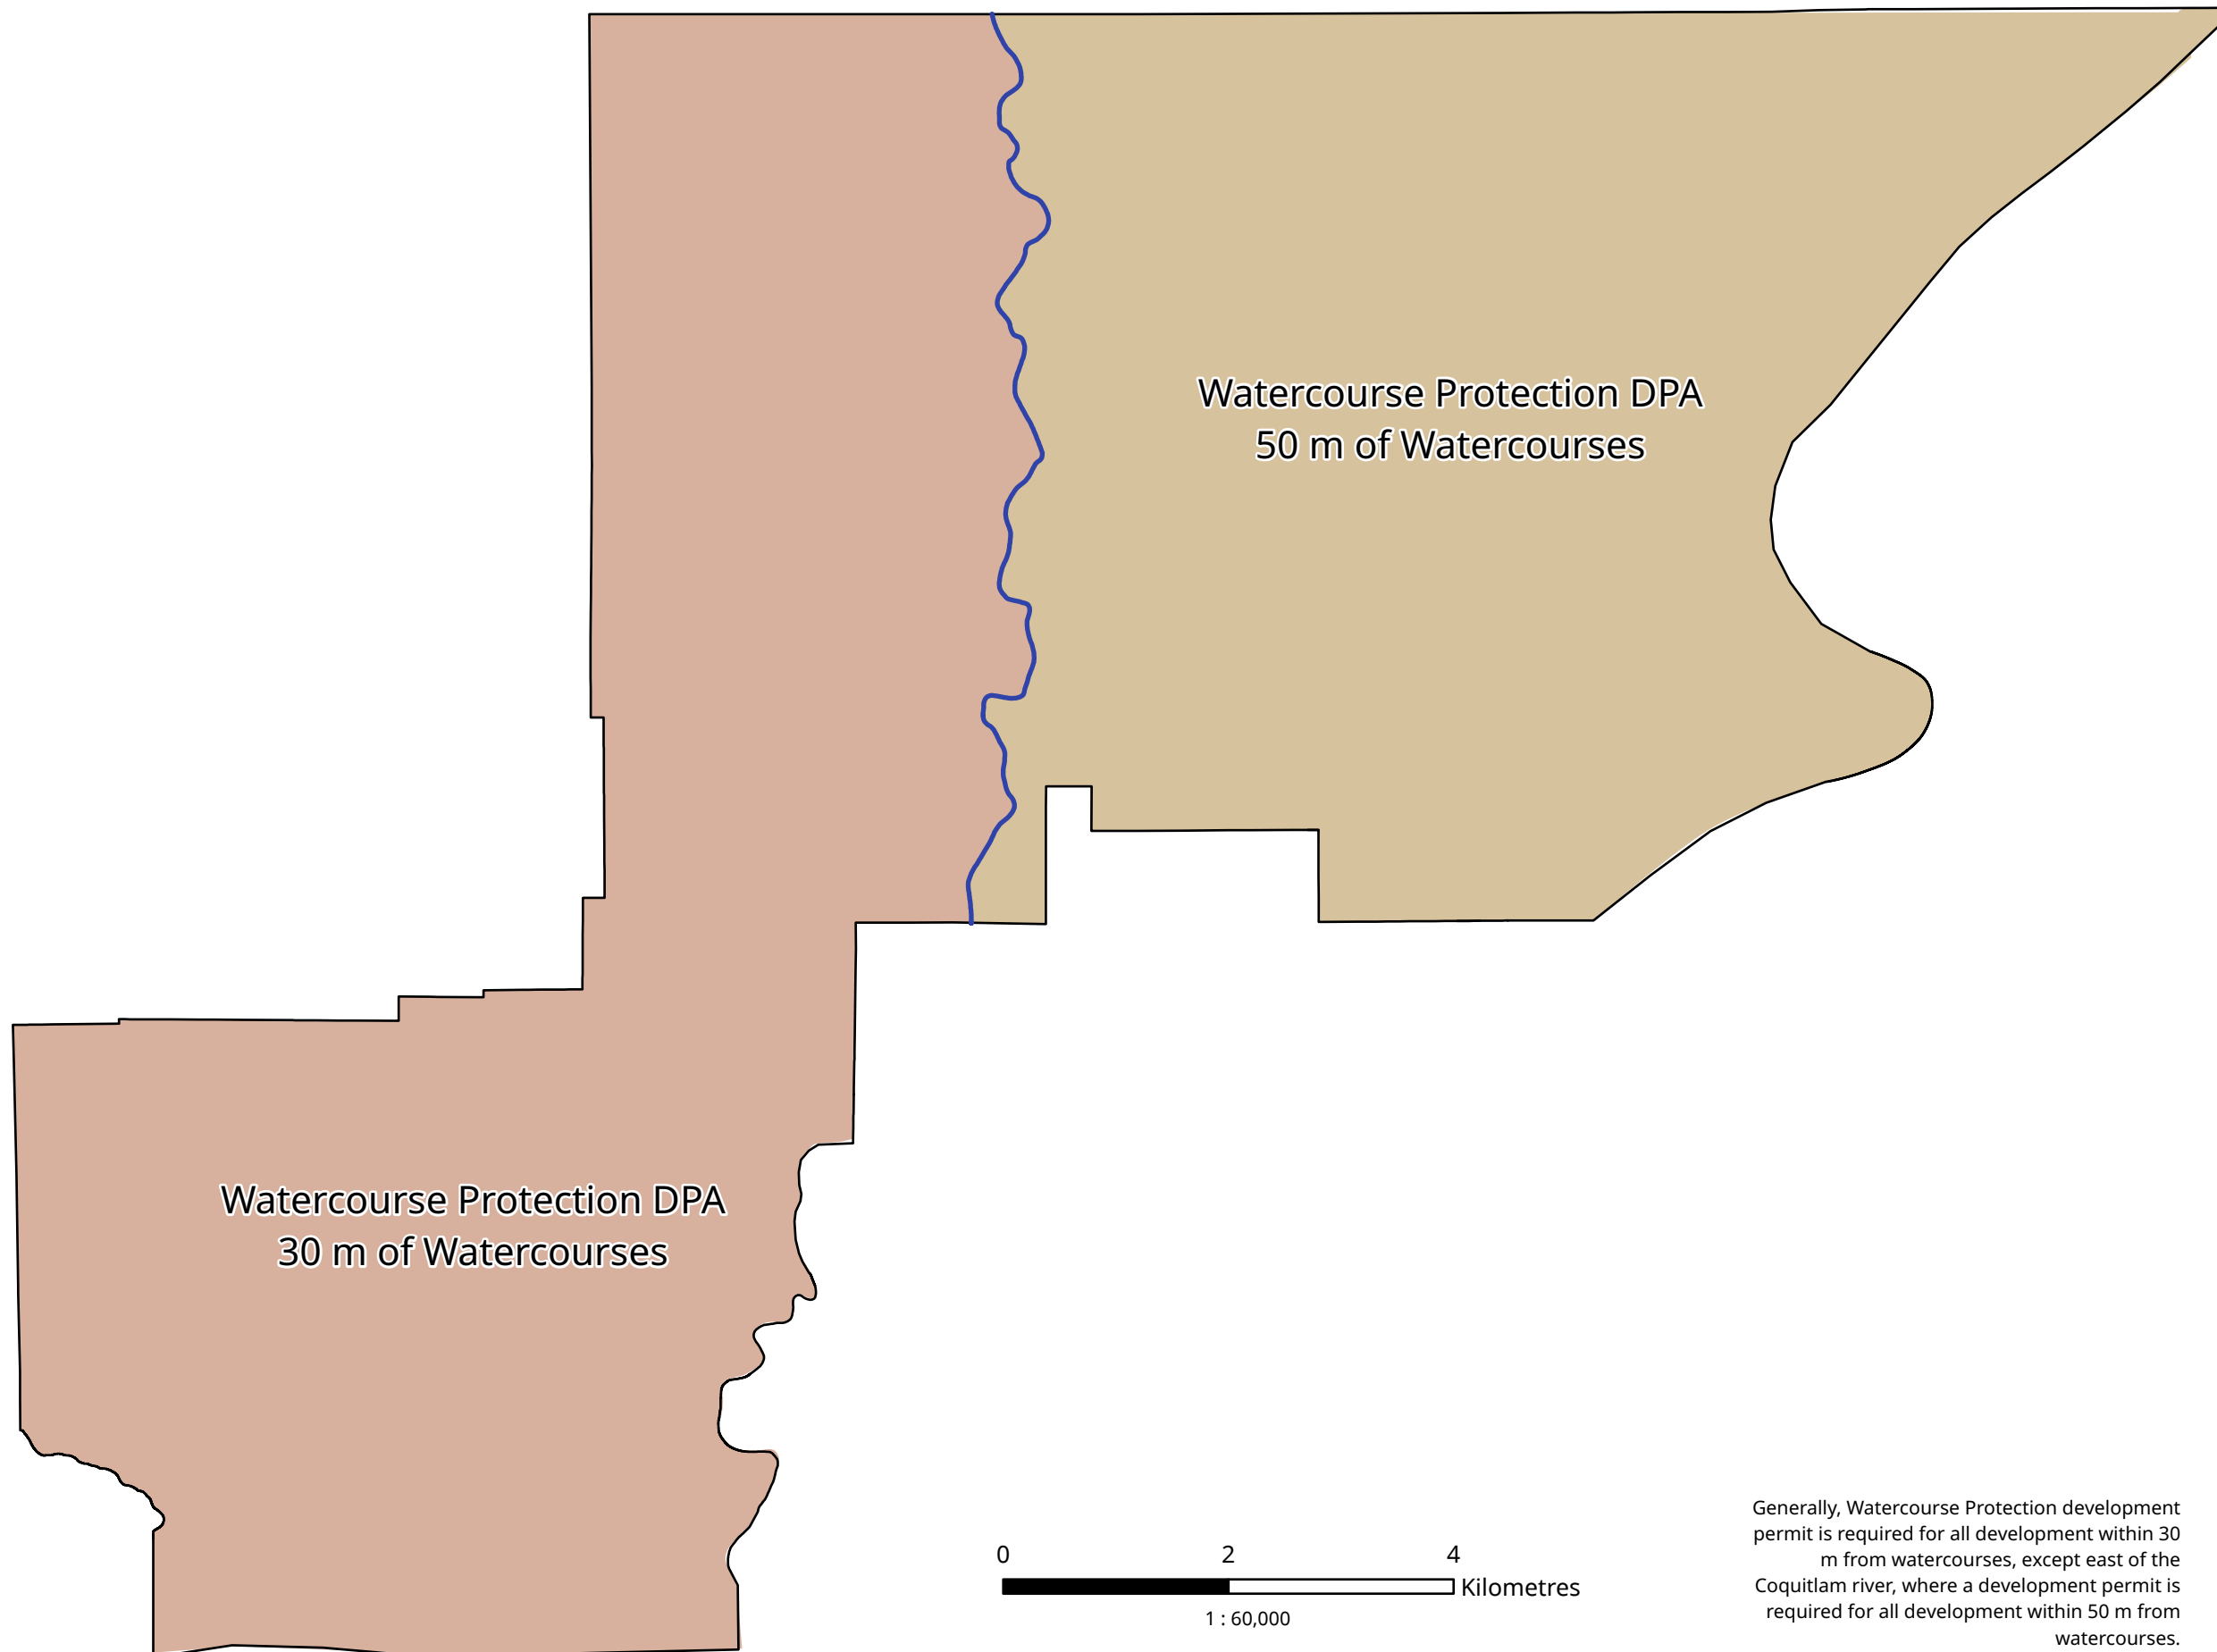 Watercourse Protection DPA
50 m of Watercourses
Watercourse Protection DPA
30 m of Watercourses
0 2 4
Kilometres
1 : 60,000
Generally, Watercourse Protection development
permit is required for all development within 30
m from watercourses, except east of the
Coquitlam river, where a development permit is
required for all development within 50 m from
watercourses.